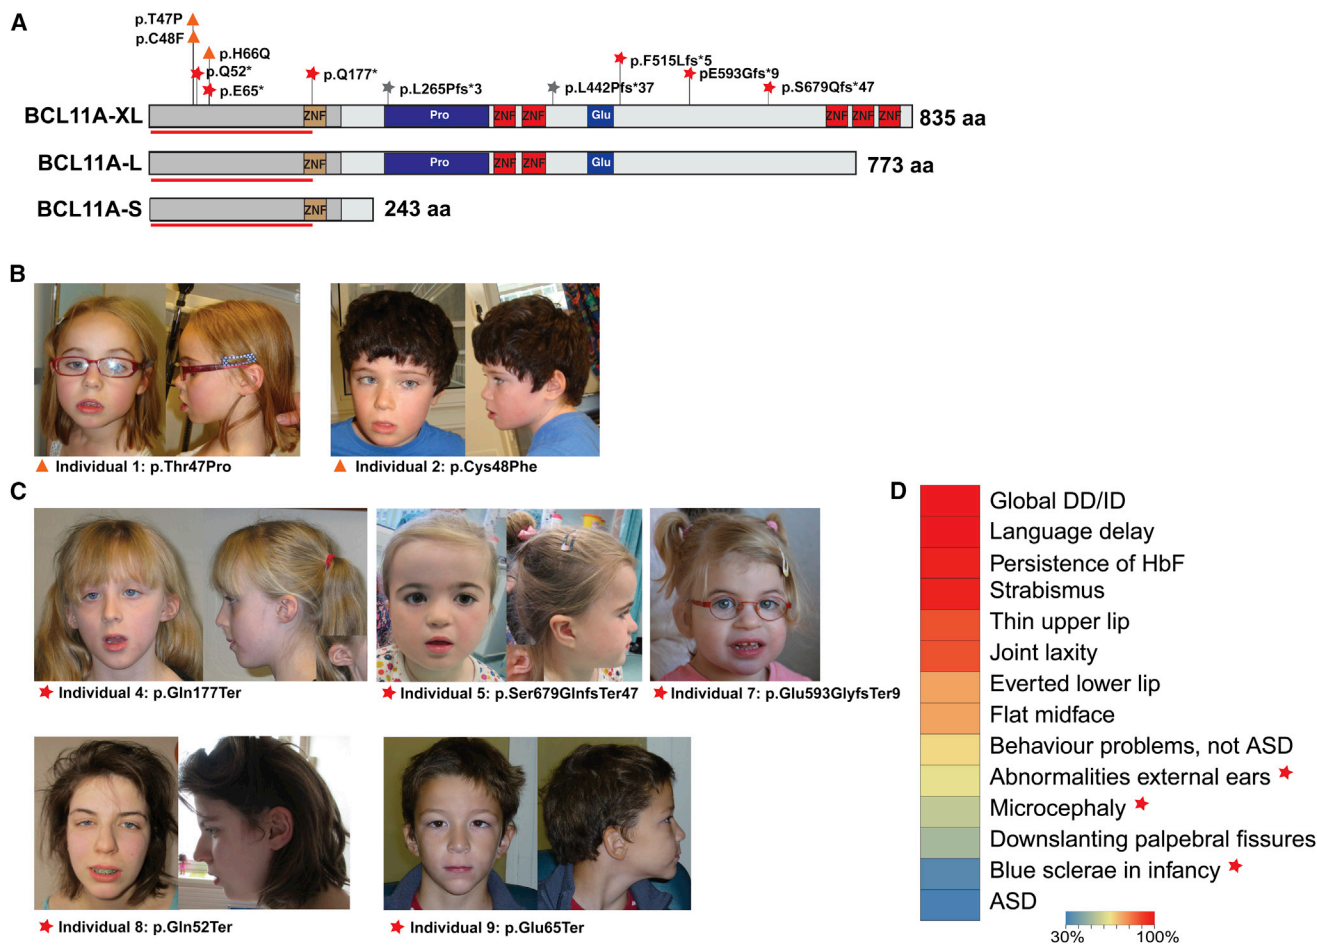 A
p.T47P
p.C48F
p.H66Q
p.Q52*
p.E65*
p.Q177*
p.L265Pfs*3
p.L442Pfs*37
p.F515Lfs*5
pE593Gfs*9
p.S679Qfs*47
BCL11A-XL ZNF Pro ZNF ZNF Glu ZNF ZNF ZNF 835 aa
BCL11A-L ZNF Pro ZNF ZNF Glu 773 aa
BCL11A-S ZNF 243 aa
B
Individual 1: p.Thr47Pro
Individual 2: p.Cys48Phe
C
Individual 4: p.Gln177Ter
Individual 5: p.Ser679GlnfsTer47
Individual 7: p.Glu593GlyfsTer9
Individual 8: p.Gln52Ter
Individual 9: p.Glu65Ter
D
Global DD/ID
Language delay
Persistence of HbF
Strabismus
Thin upper lip
Joint laxity
Everted lower lip
Flat midface
Behaviour problems, not ASD
Abnormalities external ears
Microcephaly
Downslanting palpebral fissures
Blue sclerae in infancy
ASD
30% 100%